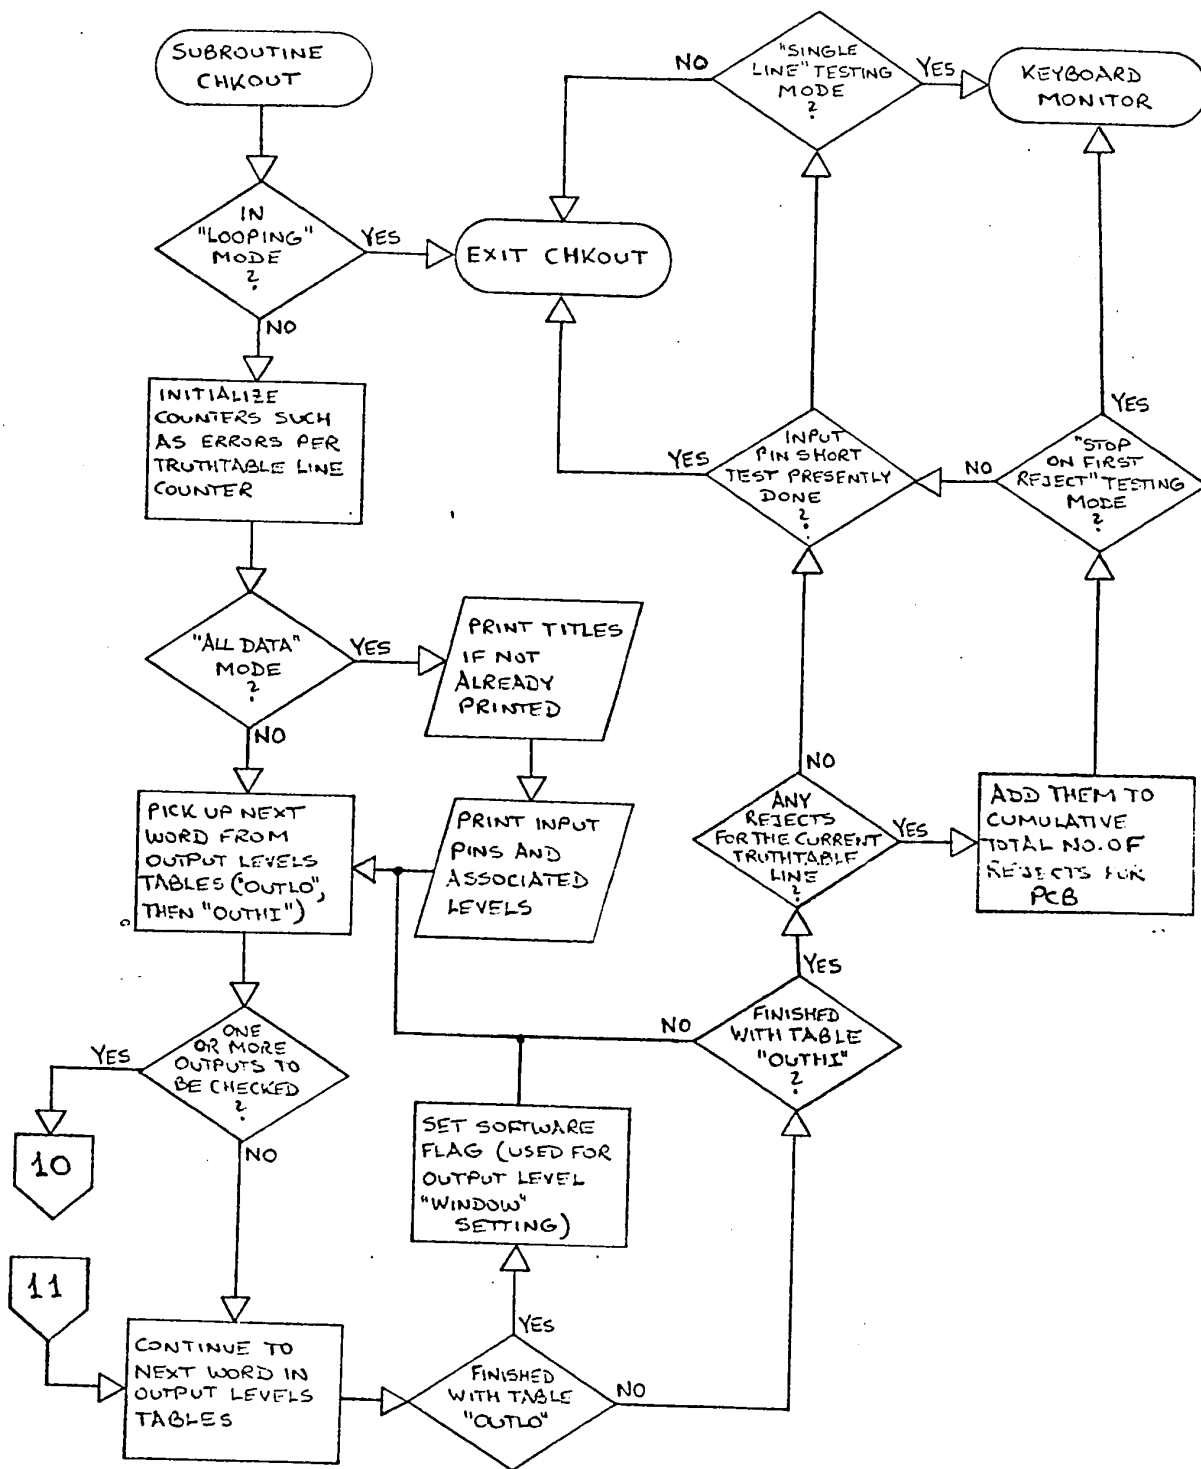 SUBROUTINE
CHKOUT
IN
"LOOPING"
MODE
?
YES
NO
EXIT CHKOUT
INITIALIZE
COUNTERS SUCH
AS ERRORS PER
TRUTHTABLE LINE
COUNTER
"ALL DATA"
MODE
?
YES
NO
PRINT TITLES
IF NOT
ALREADY
PRINTED
PRINT INPUT
PINS AND
ASSOCIATED
LEVELS
PICK UP NEXT
WORD FROM
OUTPUT LEVELS
TABLES ("OUTLO",
THEN "OUTHI")
ONE
OR MORE
OUTPUTS TO
BE CHECKED
?
YES
NO
10
11
CONTINUE TO
NEXT WORD IN
OUTPUT LEVELS
TABLES
FINISHED
WITH TABLE
"OUTLO"
YES
NO
SET SOFTWARE
FLAG (USED FOR
OUTPUT LEVEL
"WINDOW"
SETTING)
FINISHED
WITH TABLE
"OUTHI"
?
NO
YES
ANY
REJECTS
FOR THE CURRENT
TRUTHTABLE
LINE
?
NO
YES
ADD THEM TO
CUMULATIVE
TOTAL NO. OF
REJECTS FOR
PCB
"STOP
ON FIRST
REJECT" TESTING
MODE
?
NO
YES
INPUT
PIN SHORT
TEST PRESENTLY
DONE
?
YES
"SINGLE
LINE" TESTING
MODE
?
NO
YES
KEYBOARD
MONITOR